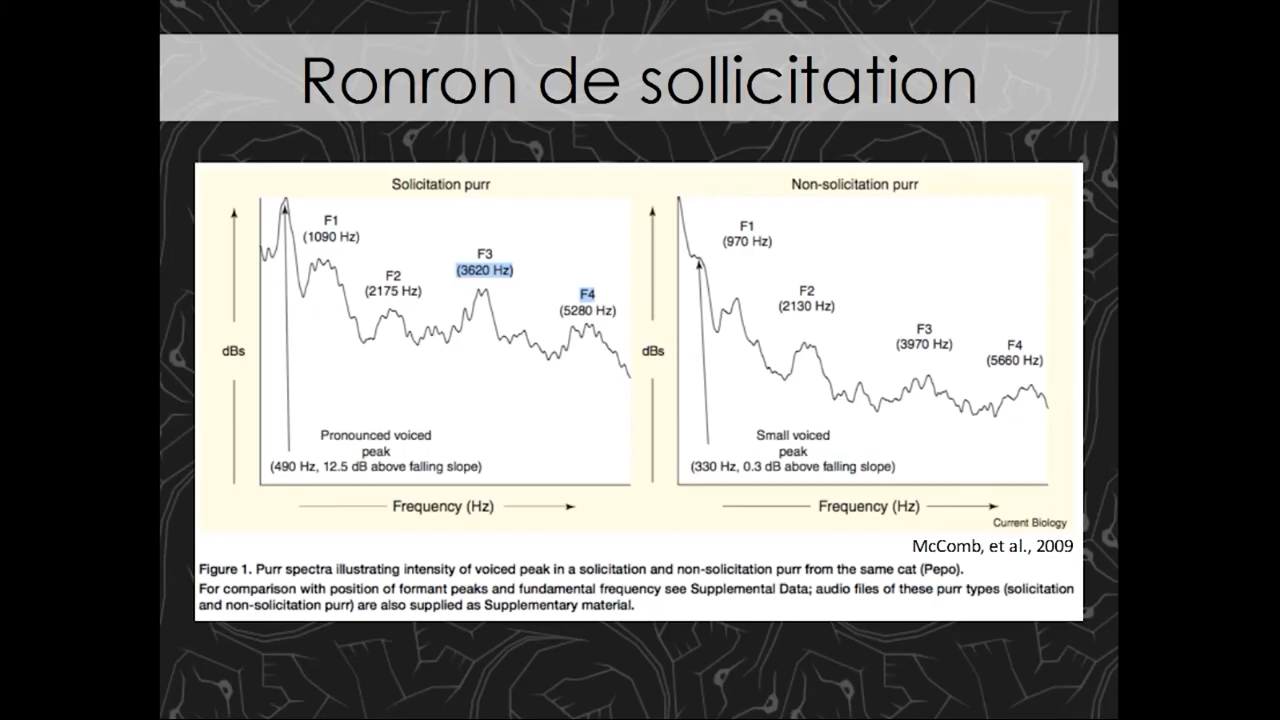 Ronron de sollicitation
Solicitation purr
dBs
F1
(1090 Hz)
F2
(2175 Hz)
F3
(3620 Hz)
F4
(5280 Hz)
Pronounced voiced
peak
(490 Hz, 12.5 dB above falling slope)
Frequency (Hz)
Non-solicitation purr
dBs
F1
(970 Hz)
F2
(2130 Hz)
F3
(3970 Hz)
F4
(5660 Hz)
Small voiced
peak
(330 Hz, 0.3 dB above falling slope)
Frequency (Hz)
Current Biology
McComb, et al., 2009
Figure 1. Purr spectra illustrating intensity of voiced peak in a solicitation and non-solicitation purr from the same cat (Pepo).
For comparison with position of formant peaks and fundamental frequency see Supplemental Data; audio files of these purr types (solicitation
and non-solicitation purr) are also supplied as Supplementary material.